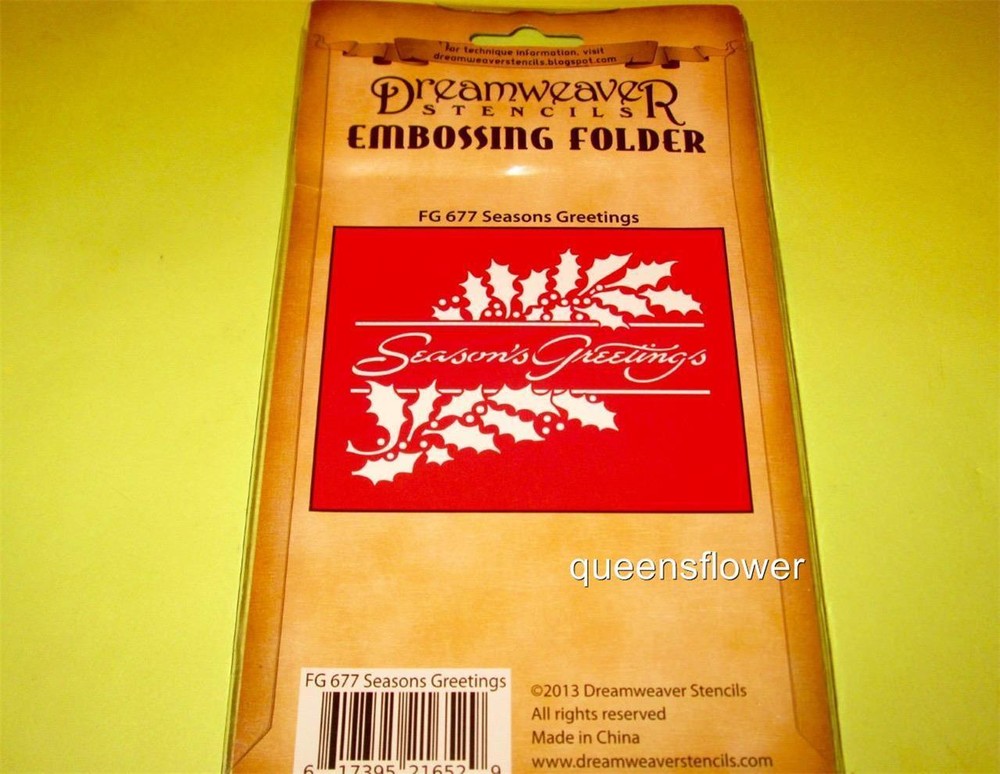 for technique information, visit
dreamweaverstencils.blogspot.com
Dreamweaver
STENCILS
EMBOSSING FOLDER
FG 677 Seasons Greetings
Season's Greetings
queensflower
FG 677 Seasons Greetings
6 17395 21652 9
©2013 Dreamweaver Stencils
All rights reserved
Made in China
www.dreamweaverstencils.com